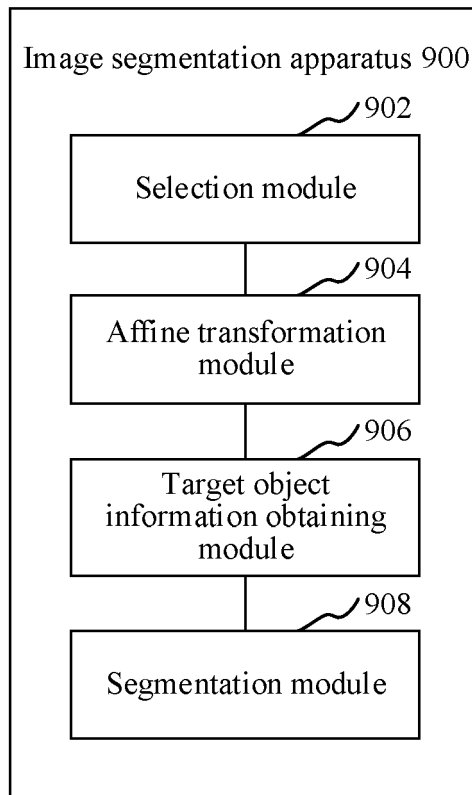 Image segmentation apparatus 900
902
Selection module
904
Affine transformation
module
906
Target object
information obtaining
module
908
Segmentation module